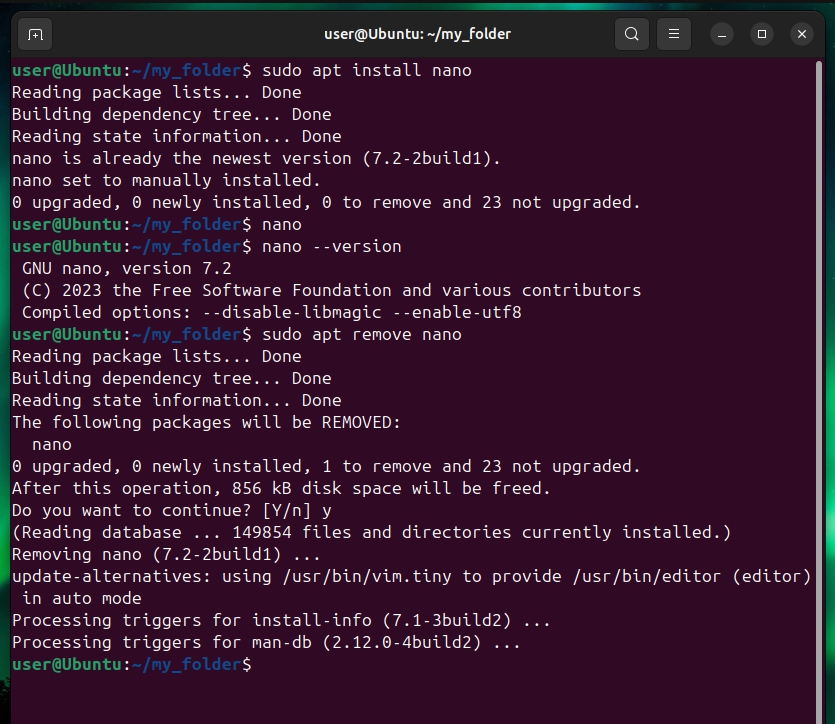 user@Ubuntu: ~/my_folder
user@Ubuntu:~/my_folder$ sudo apt install nano
Reading package lists... Done
Building dependency tree... Done
Reading state information... Done
nano is already the newest version (7.2-2build1).
nano set to manually installed.
0 upgraded, 0 newly installed, 0 to remove and 23 not upgraded.
user@Ubuntu:~/my_folder$ nano
user@Ubuntu:~/my_folder$ nano --version
 GNU nano, version 7.2
 (C) 2023 the Free Software Foundation and various contributors
 Compiled options: --disable-libmagic --enable-utf8
user@Ubuntu:~/my_folder$ sudo apt remove nano
Reading package lists... Done
Building dependency tree... Done
Reading state information... Done
The following packages will be REMOVED:
  nano
0 upgraded, 0 newly installed, 1 to remove and 23 not upgraded.
After this operation, 856 kB disk space will be freed.
Do you want to continue? [Y/n] y
(Reading database ... 149854 files and directories currently installed.)
Removing nano (7.2-2build1) ...
update-alternatives: using /usr/bin/vim.tiny to provide /usr/bin/editor (editor)
 in auto mode
Processing triggers for install-info (7.1-3build2) ...
Processing triggers for man-db (2.12.0-4build2) ...
user@Ubuntu:~/my_folder$